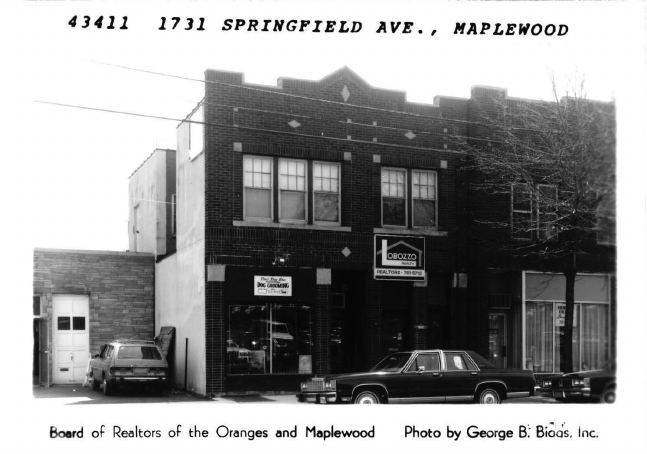 43411 1731 SPRINGFIELD AVE., MAPLEWOOD
DOG GROOMING
LOBOZZO
REALTORS
Board of Realtors of the Oranges and Maplewood Photo by George B. Biggs, Inc.